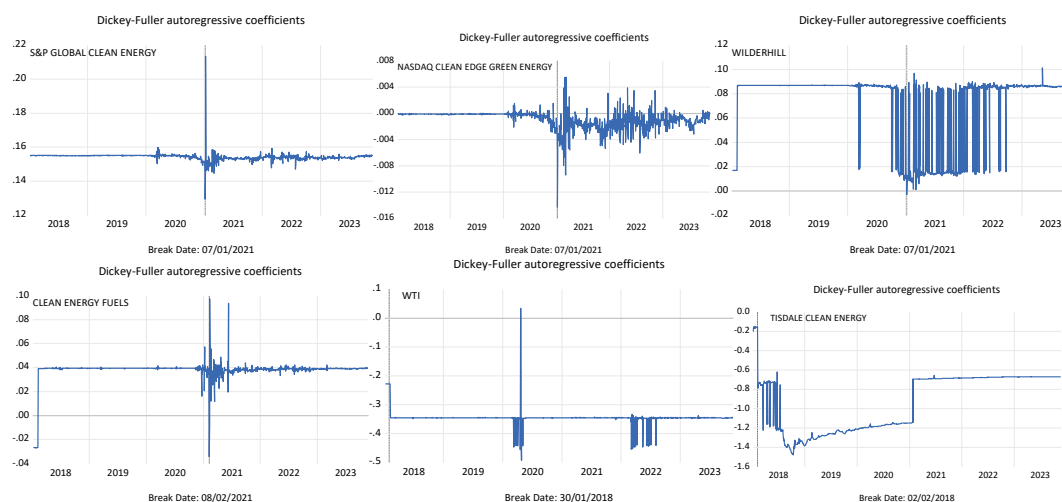 Dickey-Fuller autoregressive coefficients
S&P GLOBAL CLEAN ENERGY
.22
.20
.18
.16
.14
.12
2018 2019 2020 2021 2022 2023
Break Date: 07/01/2021
Dickey-Fuller autoregressive coefficients
NASDAQ CLEAN EDGE GREEN ENERGY
.008
.004
.000
-.004
-.008
-.012
-.016
2018 2019 2020 2021 2022 2023
Break Date: 07/01/2021
Dickey-Fuller autoregressive coefficients
WILDERHILL
.12
.10
.08
.06
.04
.02
.00
-.02
2018 2019 2020 2021 2022 2023
Break Date: 07/01/2021
Dickey-Fuller autoregressive coefficients
CLEAN ENERGY FUELS
.10
.08
.06
.04
.02
.00
-.02
-.04
2018 2019 2020 2021 2022 2023
Break Date: 08/02/2021
Dickey-Fuller autoregressive coefficients
WTI
.1
.0
-.1
-.2
-.3
-.4
-.5
2018 2019 2020 2021 2022 2023
Break Date: 30/01/2018
Dickey-Fuller autoregressive coefficients
TISDALE CLEAN ENERGY
0.0
-0.2
-0.4
-0.6
-0.8
-1.0
-1.2
-1.4
-1.6
2018 2019 2020 2021 2022 2023
Break Date: 02/02/2018